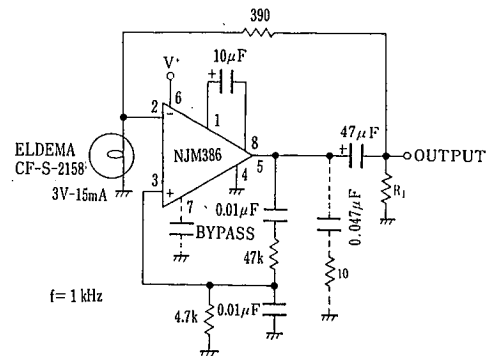 390
10μF
+
V+
6
1
2
−
ELDEMA
CF-S-2158
3V-15mA
NJM386
8
5
4
47μF
+
OUTPUT
3
+
7
BYPASS
0.01μF
0.047μF
R1
47k
10
f= 1 kHz
4.7k
0.01μF